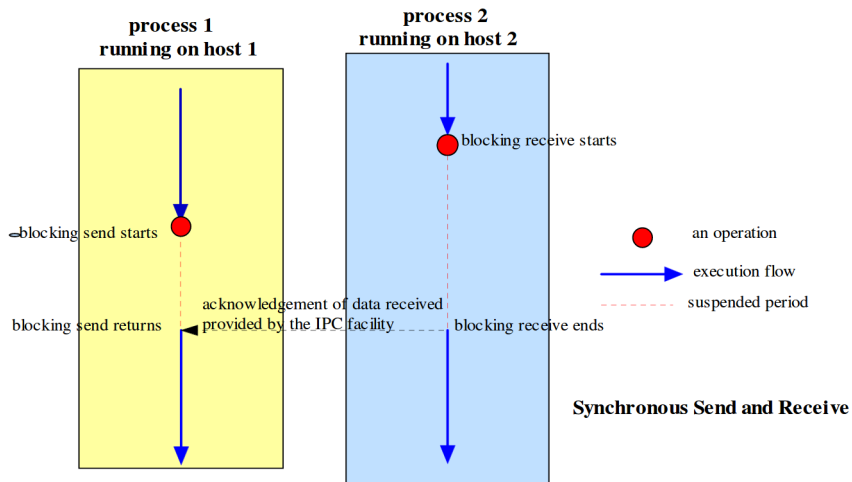 process 1
running on host 1
process 2
running on host 2
blocking receive starts
blocking send starts
an operation
execution flow
suspended period
acknowledgement of data received
provided by the IPC facility
blocking send returns
blocking receive ends
Synchronous Send and Receive